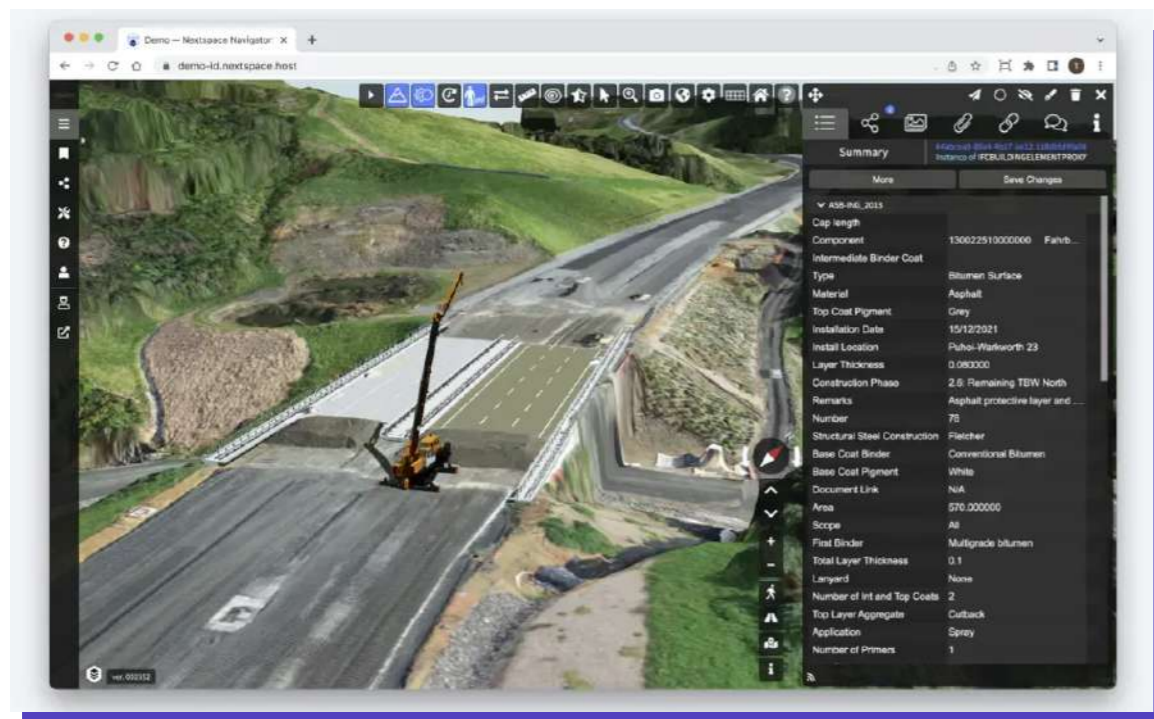 Demo — Nextspace Navigator
demo-id.nextspace.host
Summary
Instance of IFCBUILDINGELEMENTPROXY
More
Save Changes
ASB-ING_2013
Cap length
Component 130022510000000 Fahrb...
Intermediate Binder Coat
Type Bitumen Surface
Material Asphalt
Top Coat Pigment Grey
Installation Date 15/12/2021
Install Location Puhoi-Warkworth 23
Layer Thickness 0.080000
Construction Phase 2.6: Remaining TBW North
Remarks Asphalt protective layer and ...
Number 78
Structural Steel Construction Fletcher
Base Coat Binder Conventional Bitumen
Base Coat Pigment White
Document Link N/A
Area 570.000000
Scope All
First Binder Multigrade bitumen
Total Layer Thickness 0.1
Lanyard None
Number of Int and Top Coats 2
Top Layer Aggregate Cutback
Application Spray
Number of Primers 1